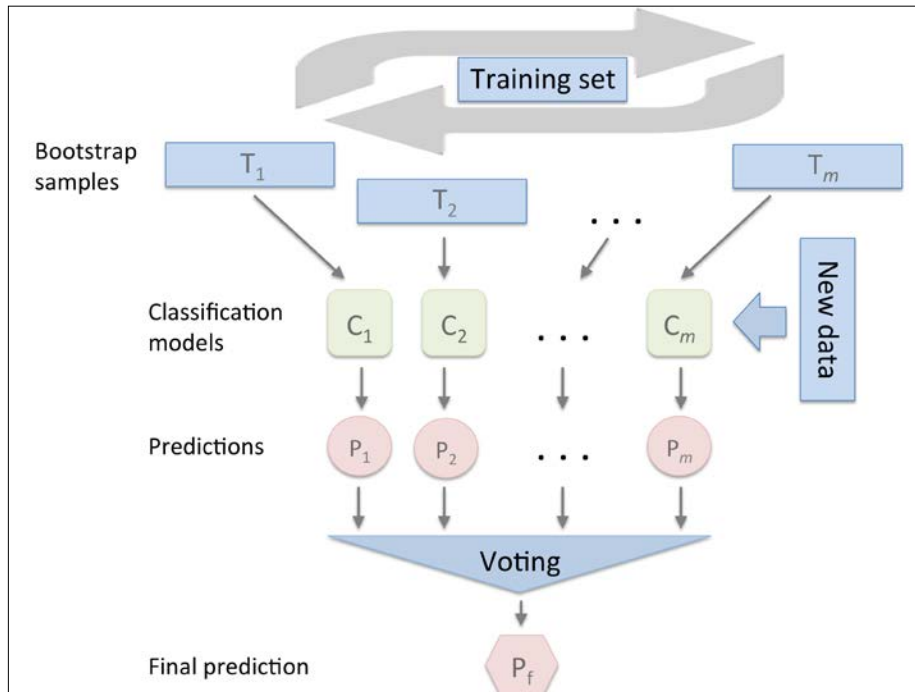 Training set
Bootstrap
samples
T1
T2
. . .
Tm
New data
Classification
models
C1
C2
. . .
Cm
Predictions
P1
P2
. . .
Pm
Voting
Final prediction
Pf